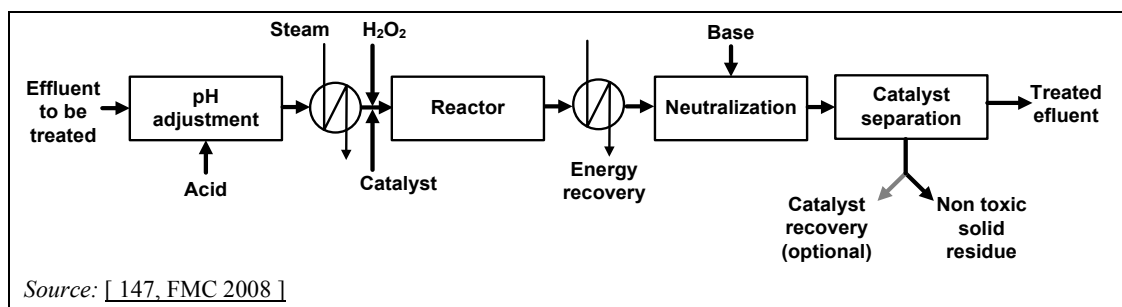 Steam
H₂O₂
Base
Effluent
to be
treated
pH
adjustment
Reactor
Neutralization
Catalyst
separation
Treated
efluent
Acid
Catalyst
Energy
recovery
Catalyst
recovery
(optional)
Non toxic
solid
residue
Source: [ 147, FMC 2008 ]